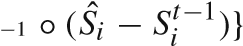 ₋₁ ∘ (Ŝᵢ − Sᵢᵗ⁻¹)}